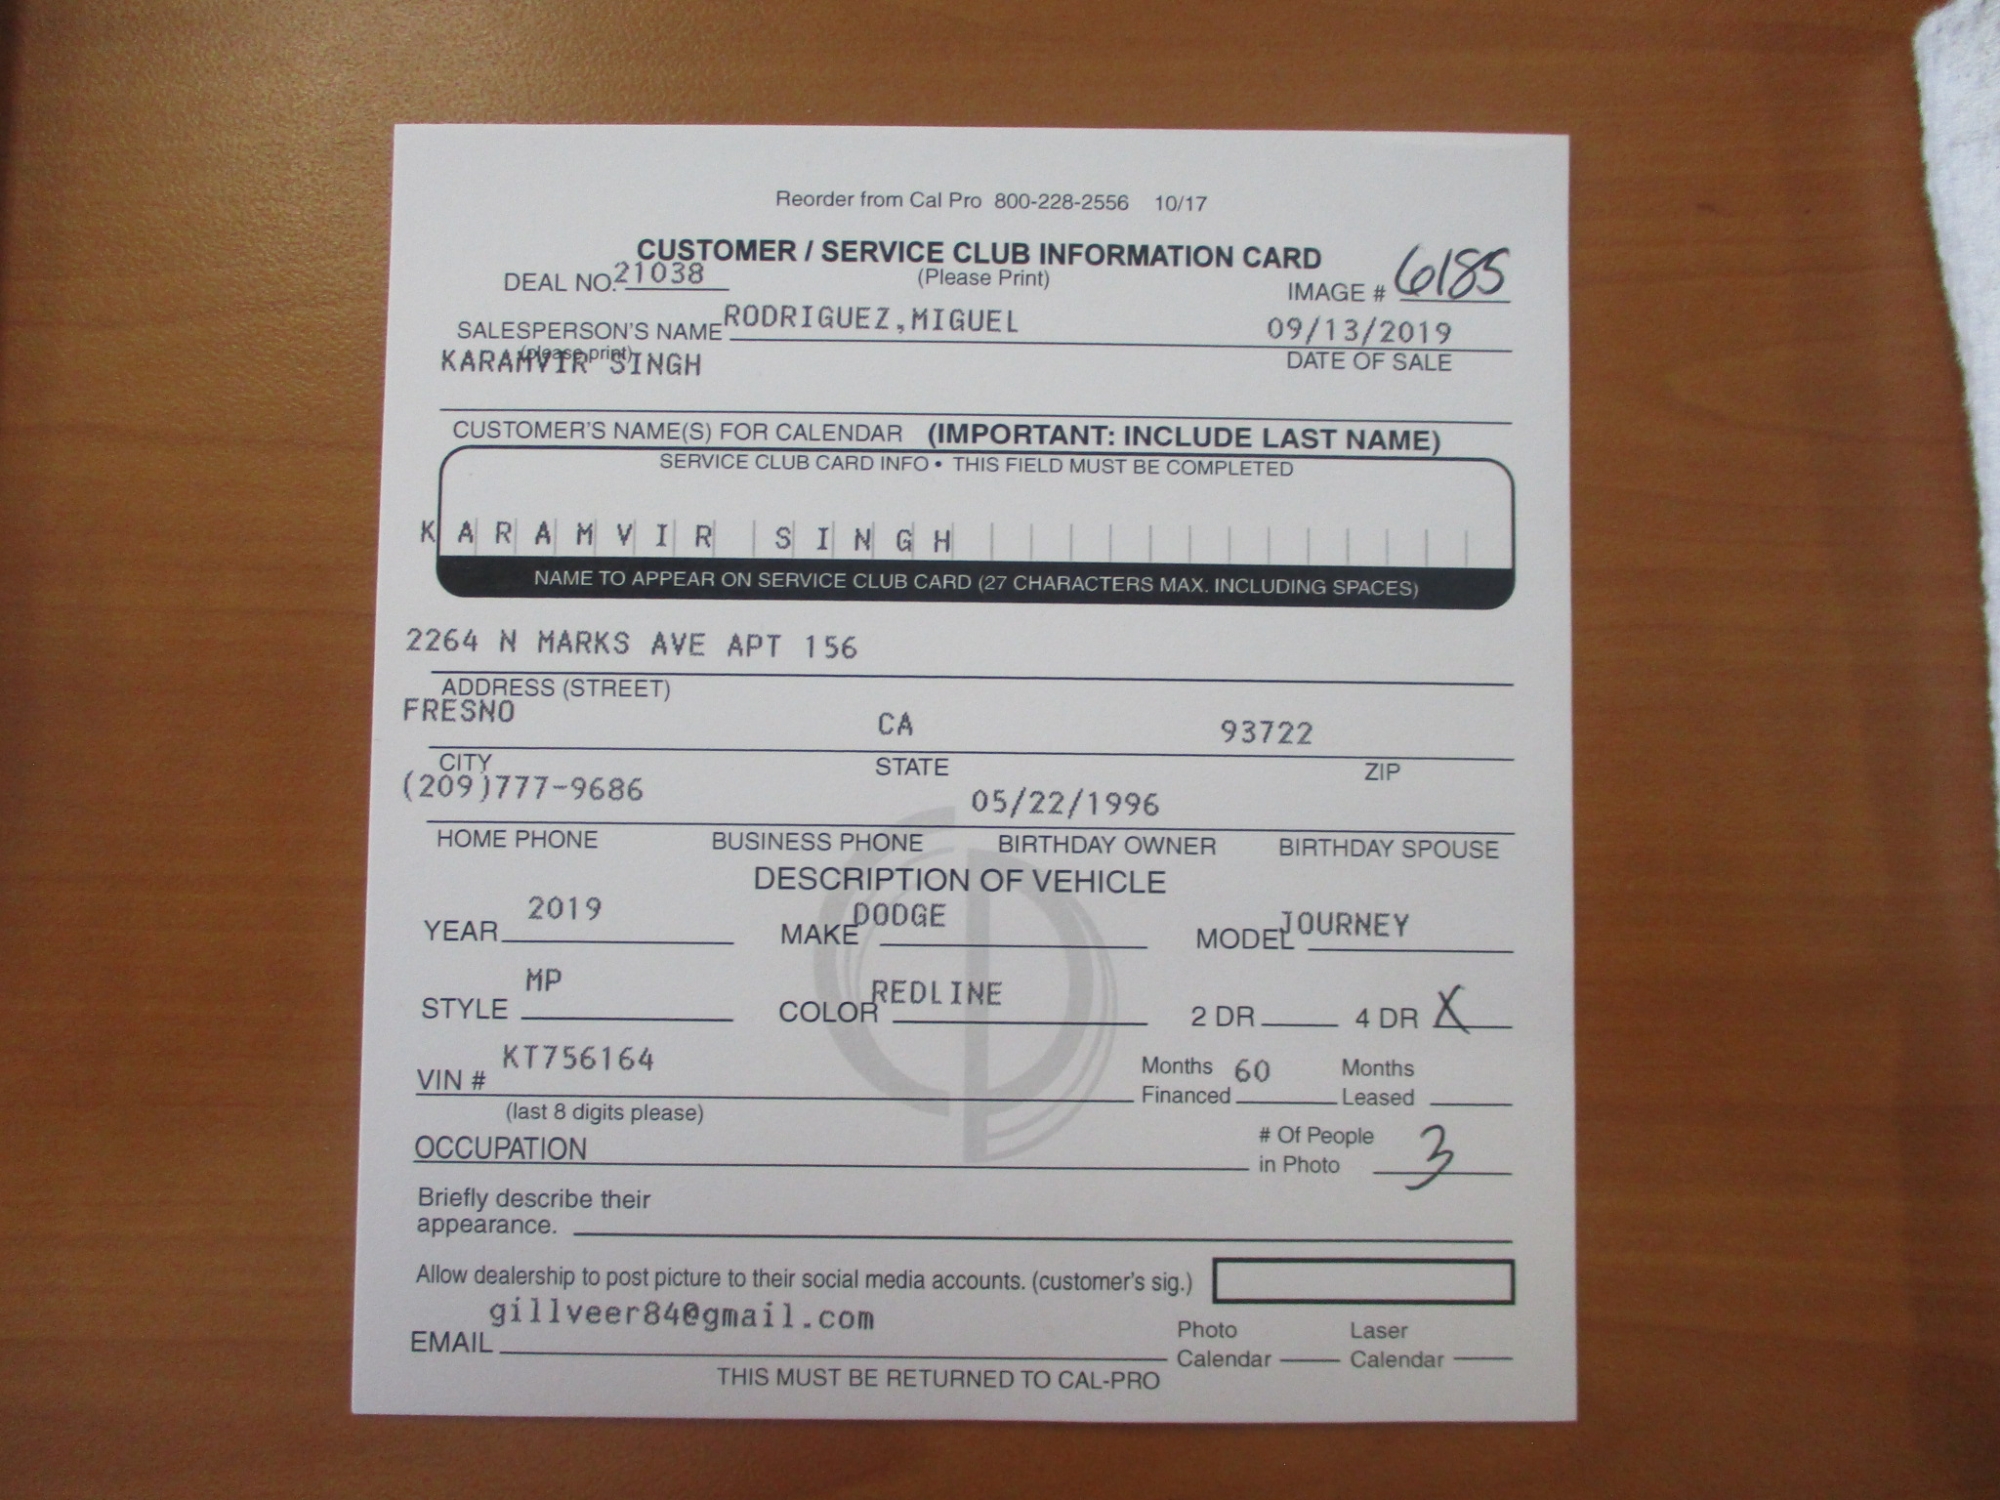 Reorder from Cal Pro 800-228-2556 10/17
CUSTOMER / SERVICE CLUB INFORMATION CARD
DEAL NO. 21038 (Please Print) IMAGE # 6185
SALESPERSON'S NAME RODRIGUEZ,MIGUEL 09/13/2019
(please print) DATE OF SALE
KARAMVIR SINGH
CUSTOMER'S NAME(S) FOR CALENDAR (IMPORTANT: INCLUDE LAST NAME)
SERVICE CLUB CARD INFO • THIS FIELD MUST BE COMPLETED
KARAMVIR SINGH
NAME TO APPEAR ON SERVICE CLUB CARD (27 CHARACTERS MAX. INCLUDING SPACES)
2264 N MARKS AVE APT 156
ADDRESS (STREET)
FRESNO CA 93722
CITY STATE ZIP
(209)777-9686 05/22/1996
HOME PHONE BUSINESS PHONE BIRTHDAY OWNER BIRTHDAY SPOUSE
DESCRIPTION OF VEHICLE
YEAR 2019 MAKE DODGE MODEL JOURNEY
STYLE MP COLOR REDLINE 2 DR 4 DR X
VIN # KT756164 Months Financed 60 Months Leased
(last 8 digits please)
OCCUPATION # Of People in Photo 3
Briefly describe their
appearance.
Allow dealership to post picture to their social media accounts. (customer's sig.)
EMAIL gillveer84@gmail.com Photo Calendar Laser Calendar
THIS MUST BE RETURNED TO CAL-PRO